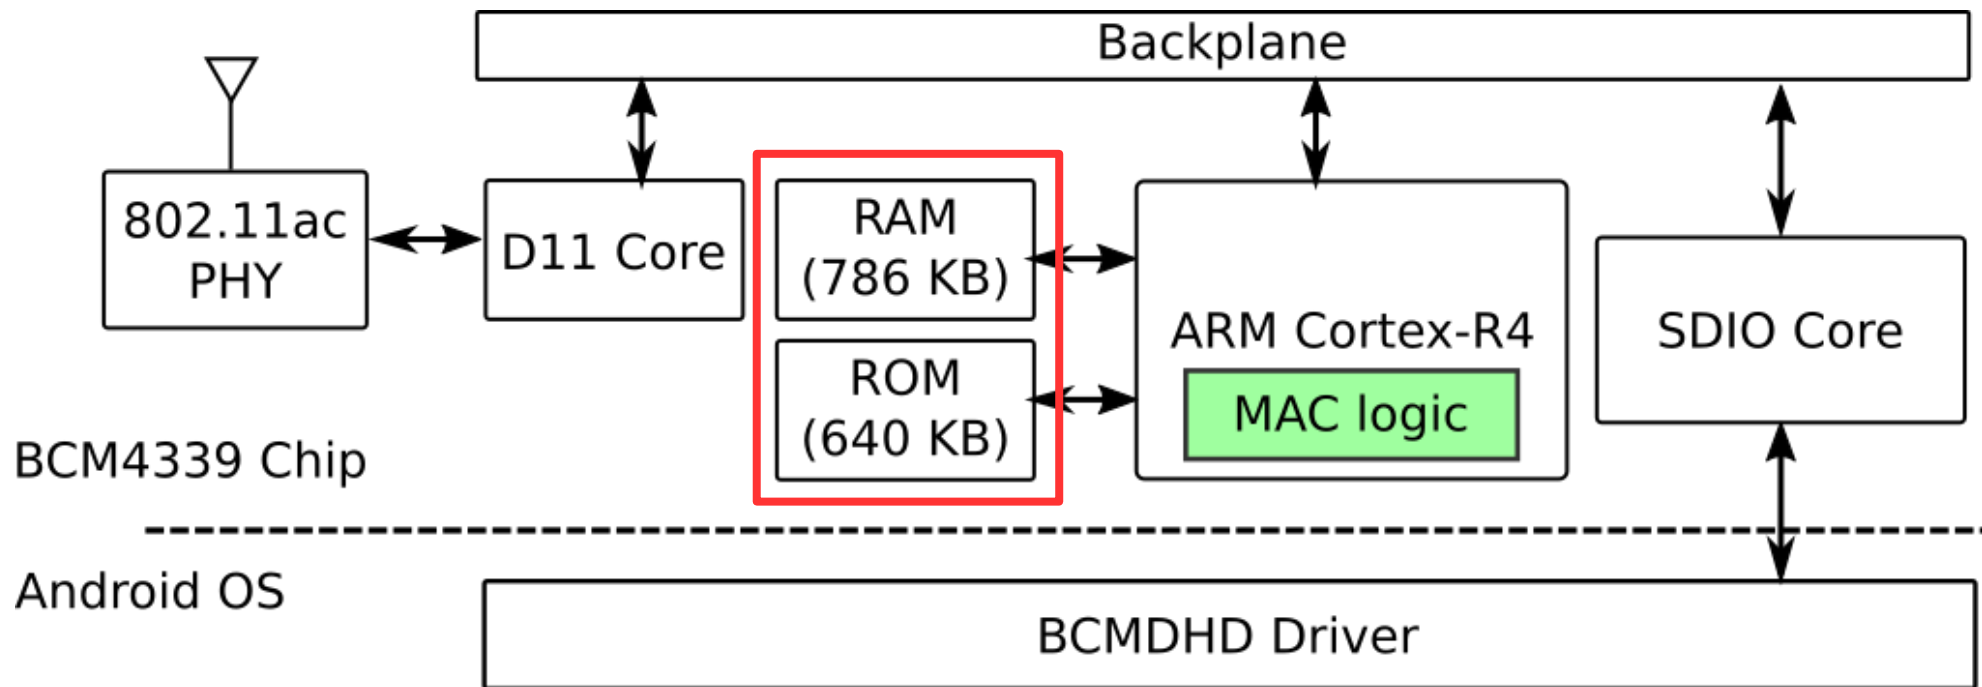 Backplane
802.11ac
PHY
D11 Core
RAM
(786 KB)
ROM
(640 KB)
ARM Cortex-R4
MAC logic
SDIO Core
BCM4339 Chip
Android OS
BCMDHD Driver